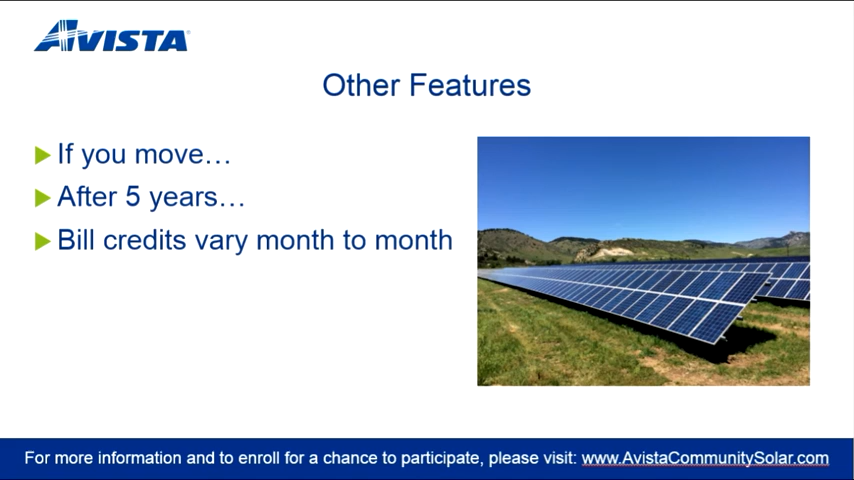 AVISTA
Other Features
If you move…
After 5 years…
Bill credits vary month to month
For more information and to enroll for a chance to participate, please visit: www.AvistaCommunitySolar.com